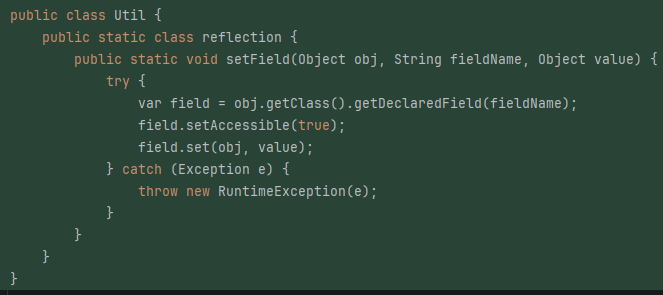 public class Util {
    public static class reflection {
        public static void setField(Object obj, String fieldName, Object value) {
            try {
                var field = obj.getClass().getDeclaredField(fieldName);
                field.setAccessible(true);
                field.set(obj, value);
            } catch (Exception e) {
                throw new RuntimeException(e);
            }
        }
    }
}